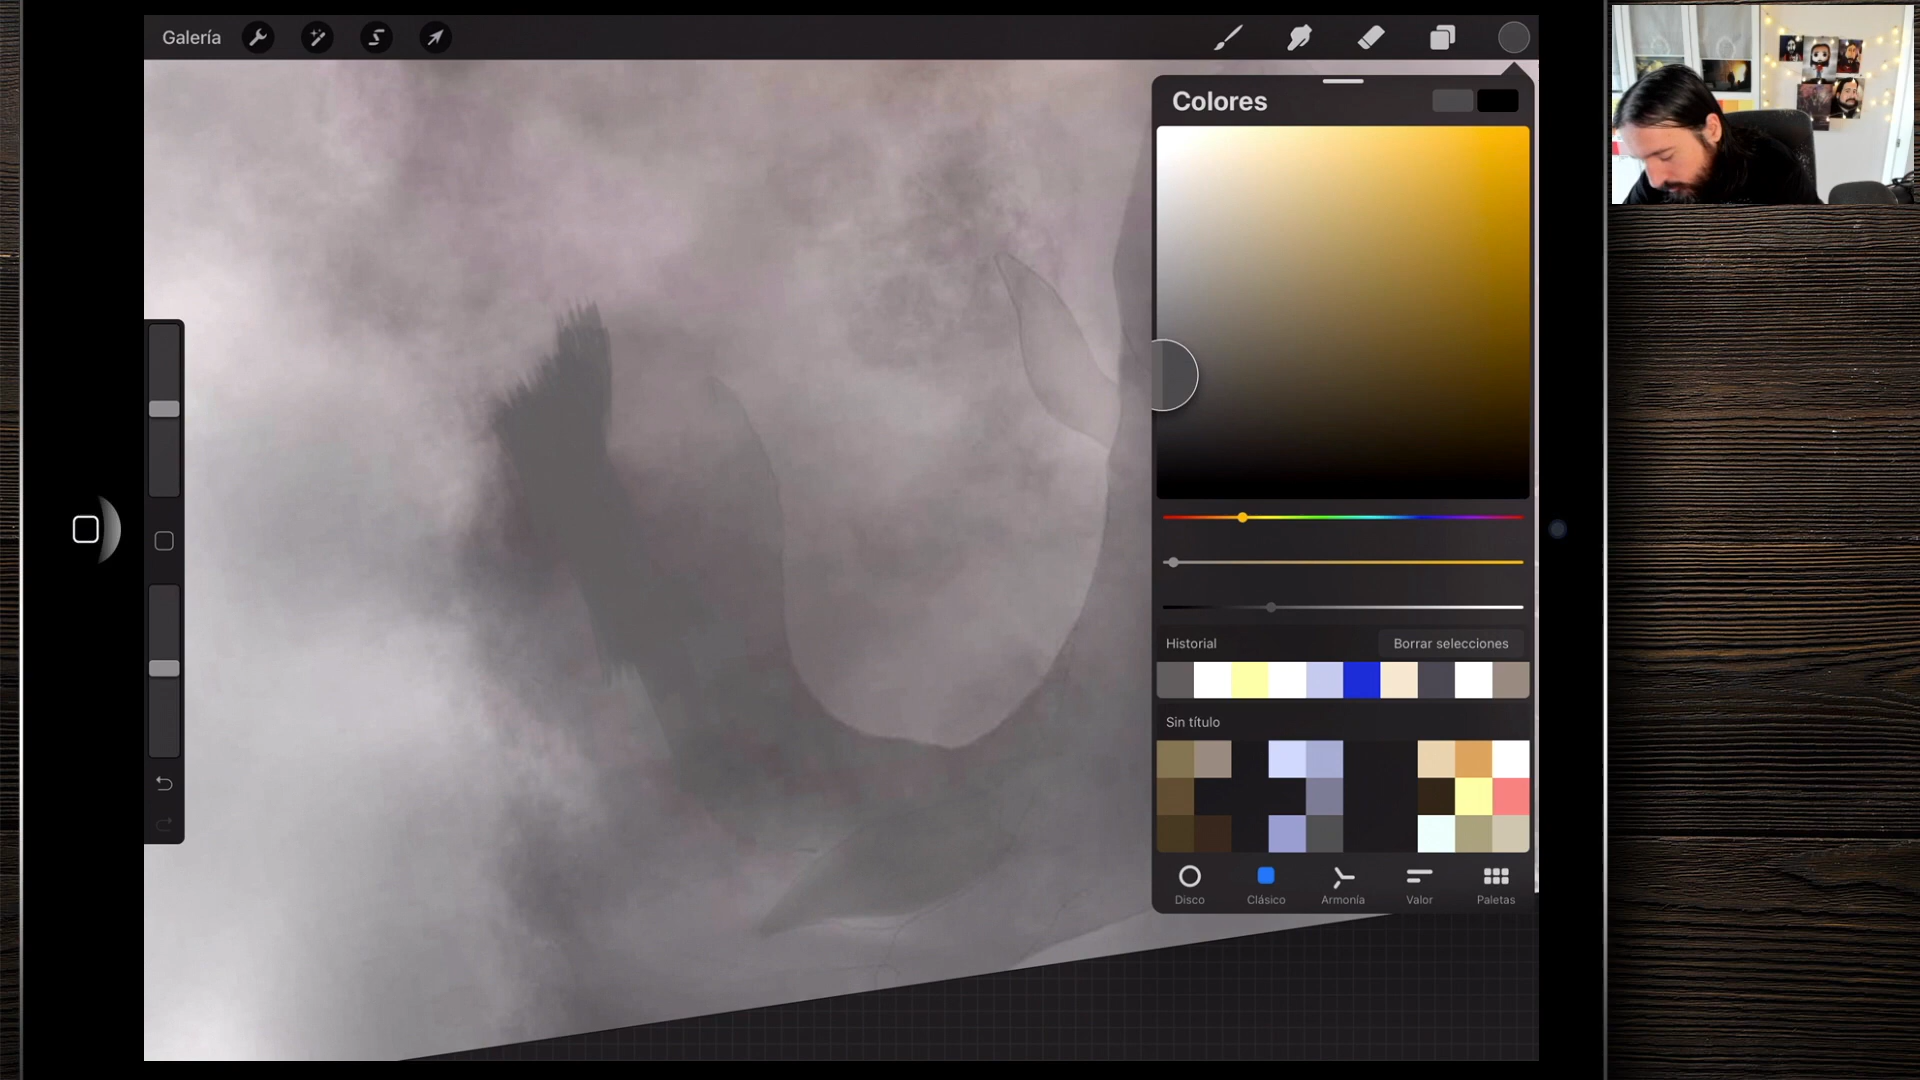 Galería
Colores
Historial
Borrar selecciones
Sin título
Disco
Clásico
Armonía
Valor
Paletas